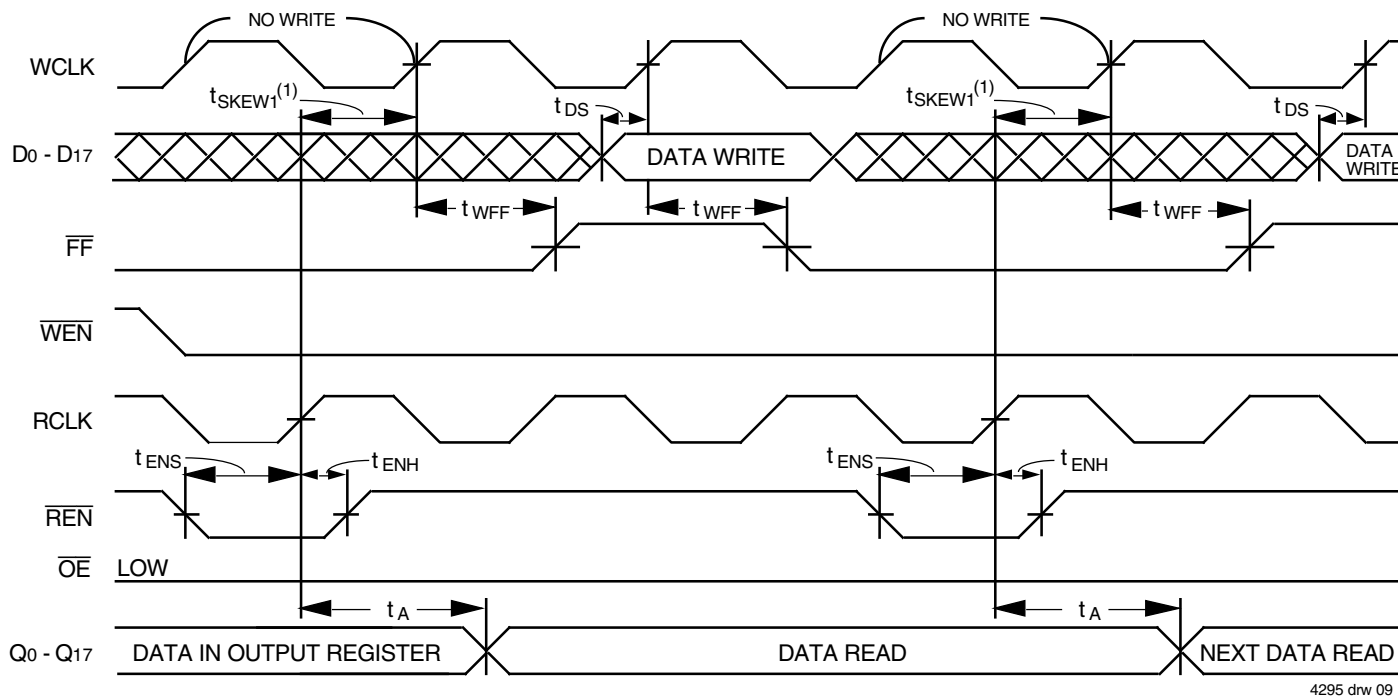 NO WRITE
NO WRITE
WCLK
tSKEW1(1)
tDS
tSKEW1(1)
tDS
D0 - D17
DATA WRITE
DATA
WRITE
tWFF
tWFF
tWFF
FF
WEN
RCLK
tENS
tENH
tENS
tENH
REN
OE
LOW
tA
tA
Q0 - Q17
DATA IN OUTPUT REGISTER
DATA READ
NEXT DATA READ
4295 drw 09